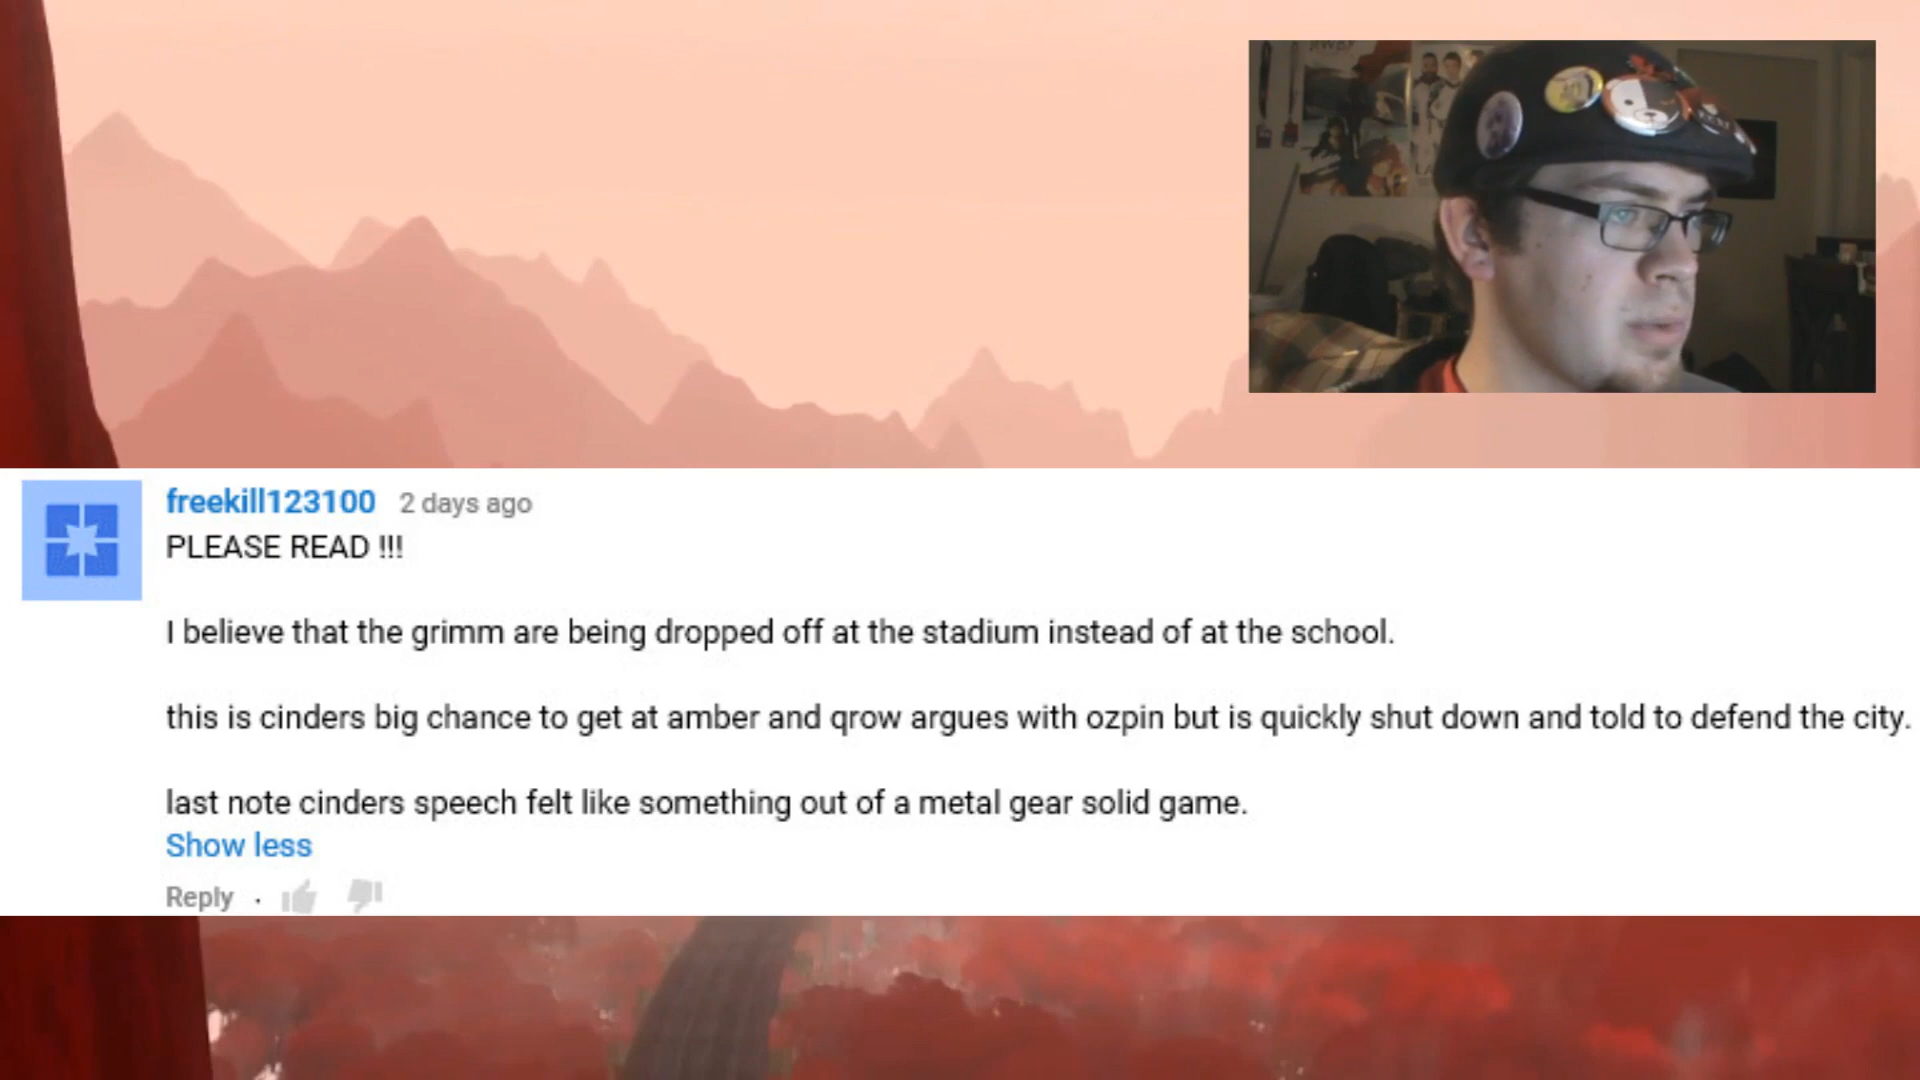 freekill123100 2 days ago
PLEASE READ !!!
I believe that the grimm are being dropped off at the stadium instead of at the school.
this is cinders big chance to get at amber and qrow argues with ozpin but is quickly shut down and told to defend the city.
last note cinders speech felt like something out of a metal gear solid game.
Show less
Reply ·